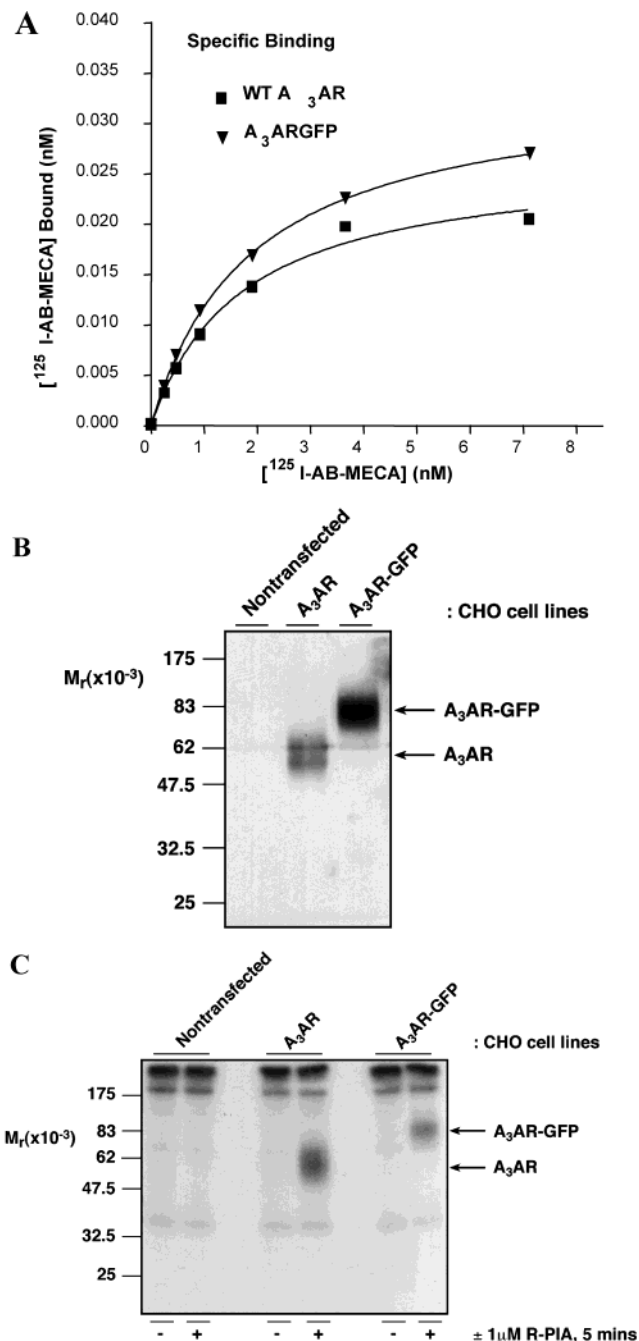 A
Specific Binding
WT A 3AR
A 3ARGFP
[125 I-AB-MECA] Bound (nM)
0.040
0.035
0.030
0.025
0.020
0.015
0.010
0.005
0.000
0 1 2 3 4 5 6 7 8
[125 I-AB-MECA] (nM)
B
Nontransfected
A3AR
A3AR-GFP
: CHO cell lines
Mr(x10-3)
175
83
62
47.5
32.5
25
A3AR-GFP
A3AR
C
Nontransfected
A3AR
A3AR-GFP
: CHO cell lines
Mr(x10-3)
175
83
62
47.5
32.5
25
A3AR-GFP
A3AR
- + - + - + ± 1μM R-PIA, 5 mins